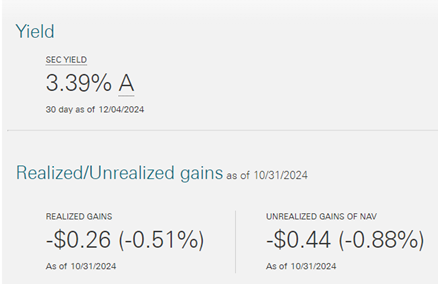 Yield
SEC YIELD
3.39% A
30 day as of 12/04/2024
Realized/Unrealized gains as of 10/31/2024
REALIZED GAINS
-$0.26 (-0.51%)
As of 10/31/2024
UNREALIZED GAINS OF NAV
-$0.44 (-0.88%)
As of 10/31/2024